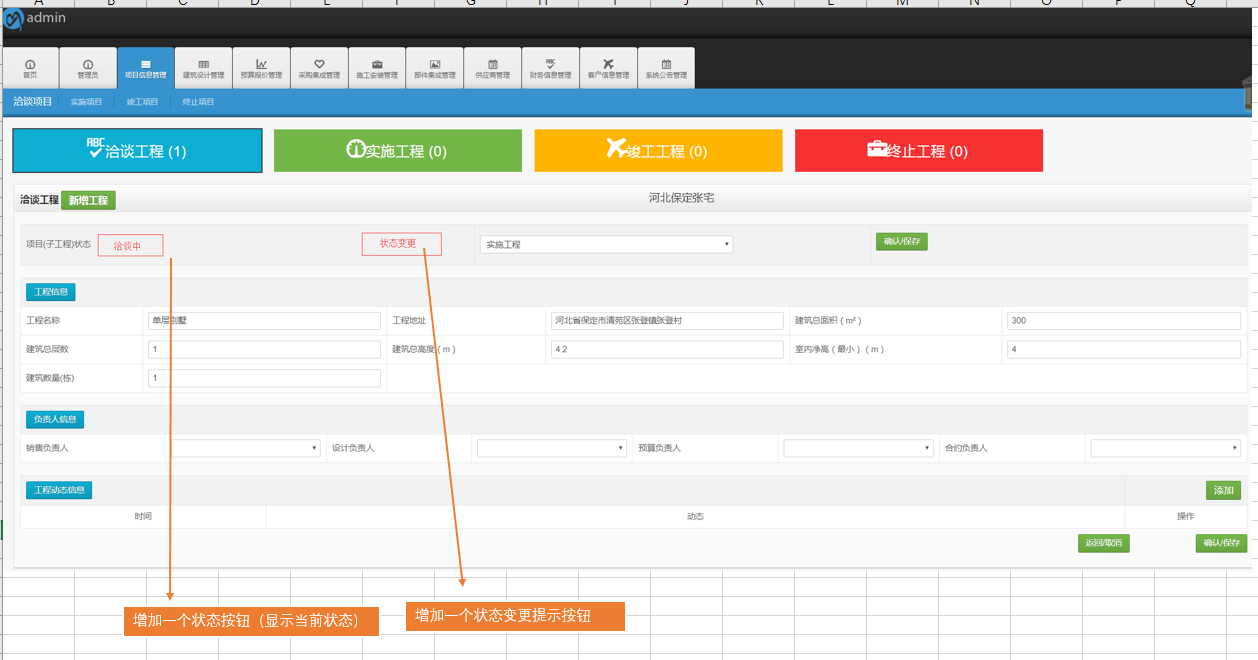 admin
首页 管理员 项目信息管理 建筑设计管理 预算报价管理 采购集成管理 施工安装管理 部件集成管理 供应商管理 财务信息管理 客户信息管理 系统公告管理
洽谈项目 实施项目 竣工项目 终止项目
ABC 洽谈工程 (1) 实施工程 (0) 竣工工程 (0) 终止工程 (0)
洽谈工程 新增工程 河北保定张宅
项目(子工程)状态 洽谈中 状态变更 实施工程 确认/保存
工程信息
工程名称 单层别墅 工程地址 河北省保定市清苑区张登镇张登村 建筑总面积 ( m² ) 300
建筑总层数 1 建筑总高度 ( m ) 4.2 室内净高 ( 最小 ) ( m ) 4
建筑数量(栋) 1
负责人信息
销售负责人 设计负责人 预算负责人 合约负责人
工程动态信息 添加
时间 动态 操作
返回/取消 确认/保存
增加一个状态按钮（显示当前状态） 增加一个状态变更提示按钮